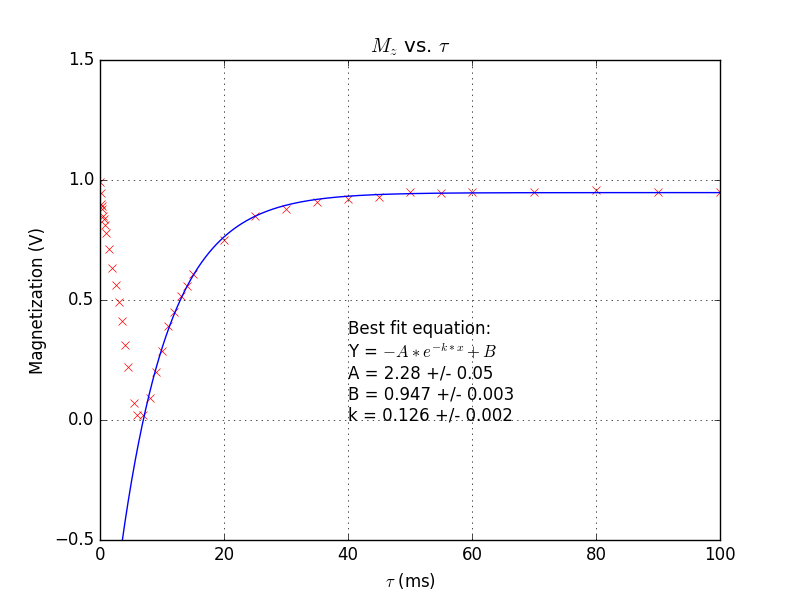 M_z vs. τ
1.5
1.0
0.5
0.0
−0.5
Magnetization (V)
Best fit equation:
Y = −A∗e^{−k∗x}+B
A = 2.28 +/- 0.05
B = 0.947 +/- 0.003
k = 0.126 +/- 0.002
0 20 40 60 80 100
τ (ms)